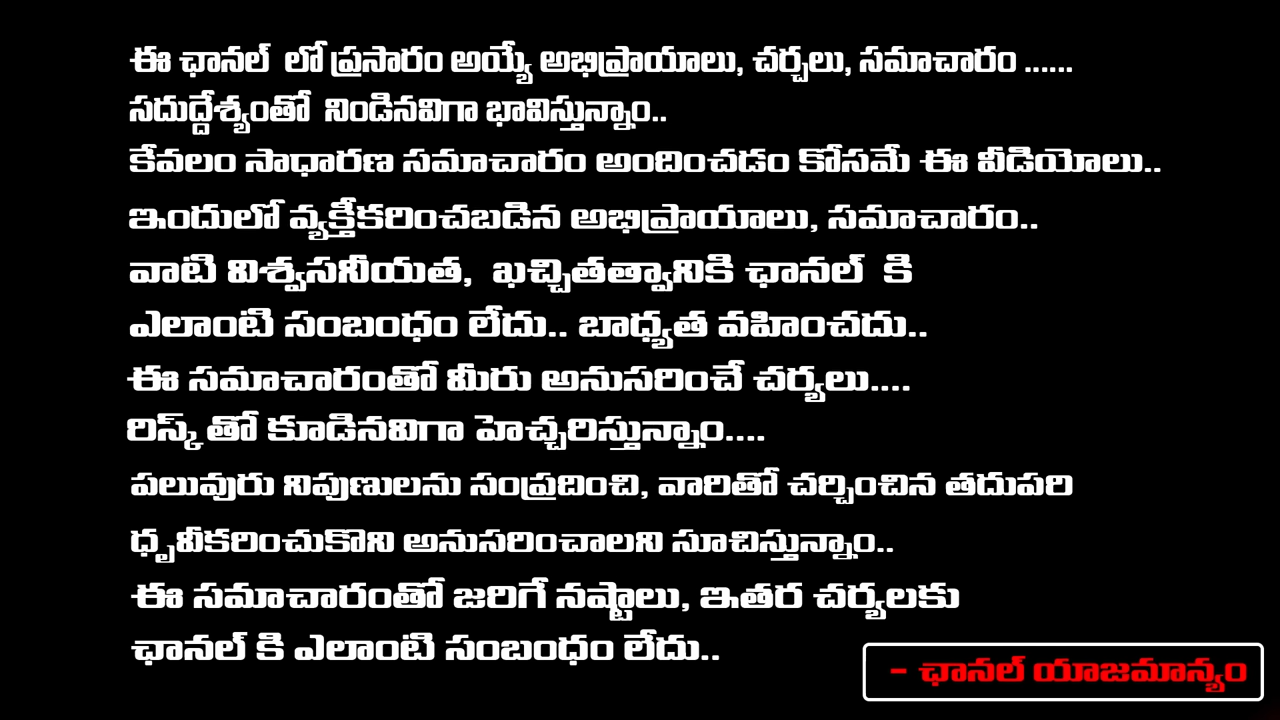 ఈ ఛానల్ లో ప్రసారం అయ్యే అభిప్రాయాలు, చర్చలు, సమాచారం ......
సదుద్దేశ్యంతో నిండినవిగా భావిస్తున్నాం..
కేవలం సాధారణ సమాచారం అందించడం కోసమే ఈ వీడియోలు..
ఇందులో వ్యక్తీకరించబడిన అభిప్రాయాలు, సమాచారం..
వాటి విశ్వసనీయత, ఖచ్చితత్వానికి ఛానల్ కి
ఎలాంటి సంబంధం లేదు.. బాధ్యత వహించదు..
ఈ సమాచారంతో మీరు అనుసరించే చర్యలు....
రిస్క్ తో కూడినవిగా హెచ్చరిస్తున్నాం....
పలువురు నిపుణులను సంప్రదించి, వారితో చర్చించిన తదుపరి
ధృవీకరించుకొని అనుసరించాలని సూచిస్తున్నాం..
ఈ సమాచారంతో జరిగే నష్టాలు, ఇతర చర్యలకు
ఛానల్ కి ఎలాంటి సంబంధం లేదు..
- ఛానల్ యాజమాన్యం